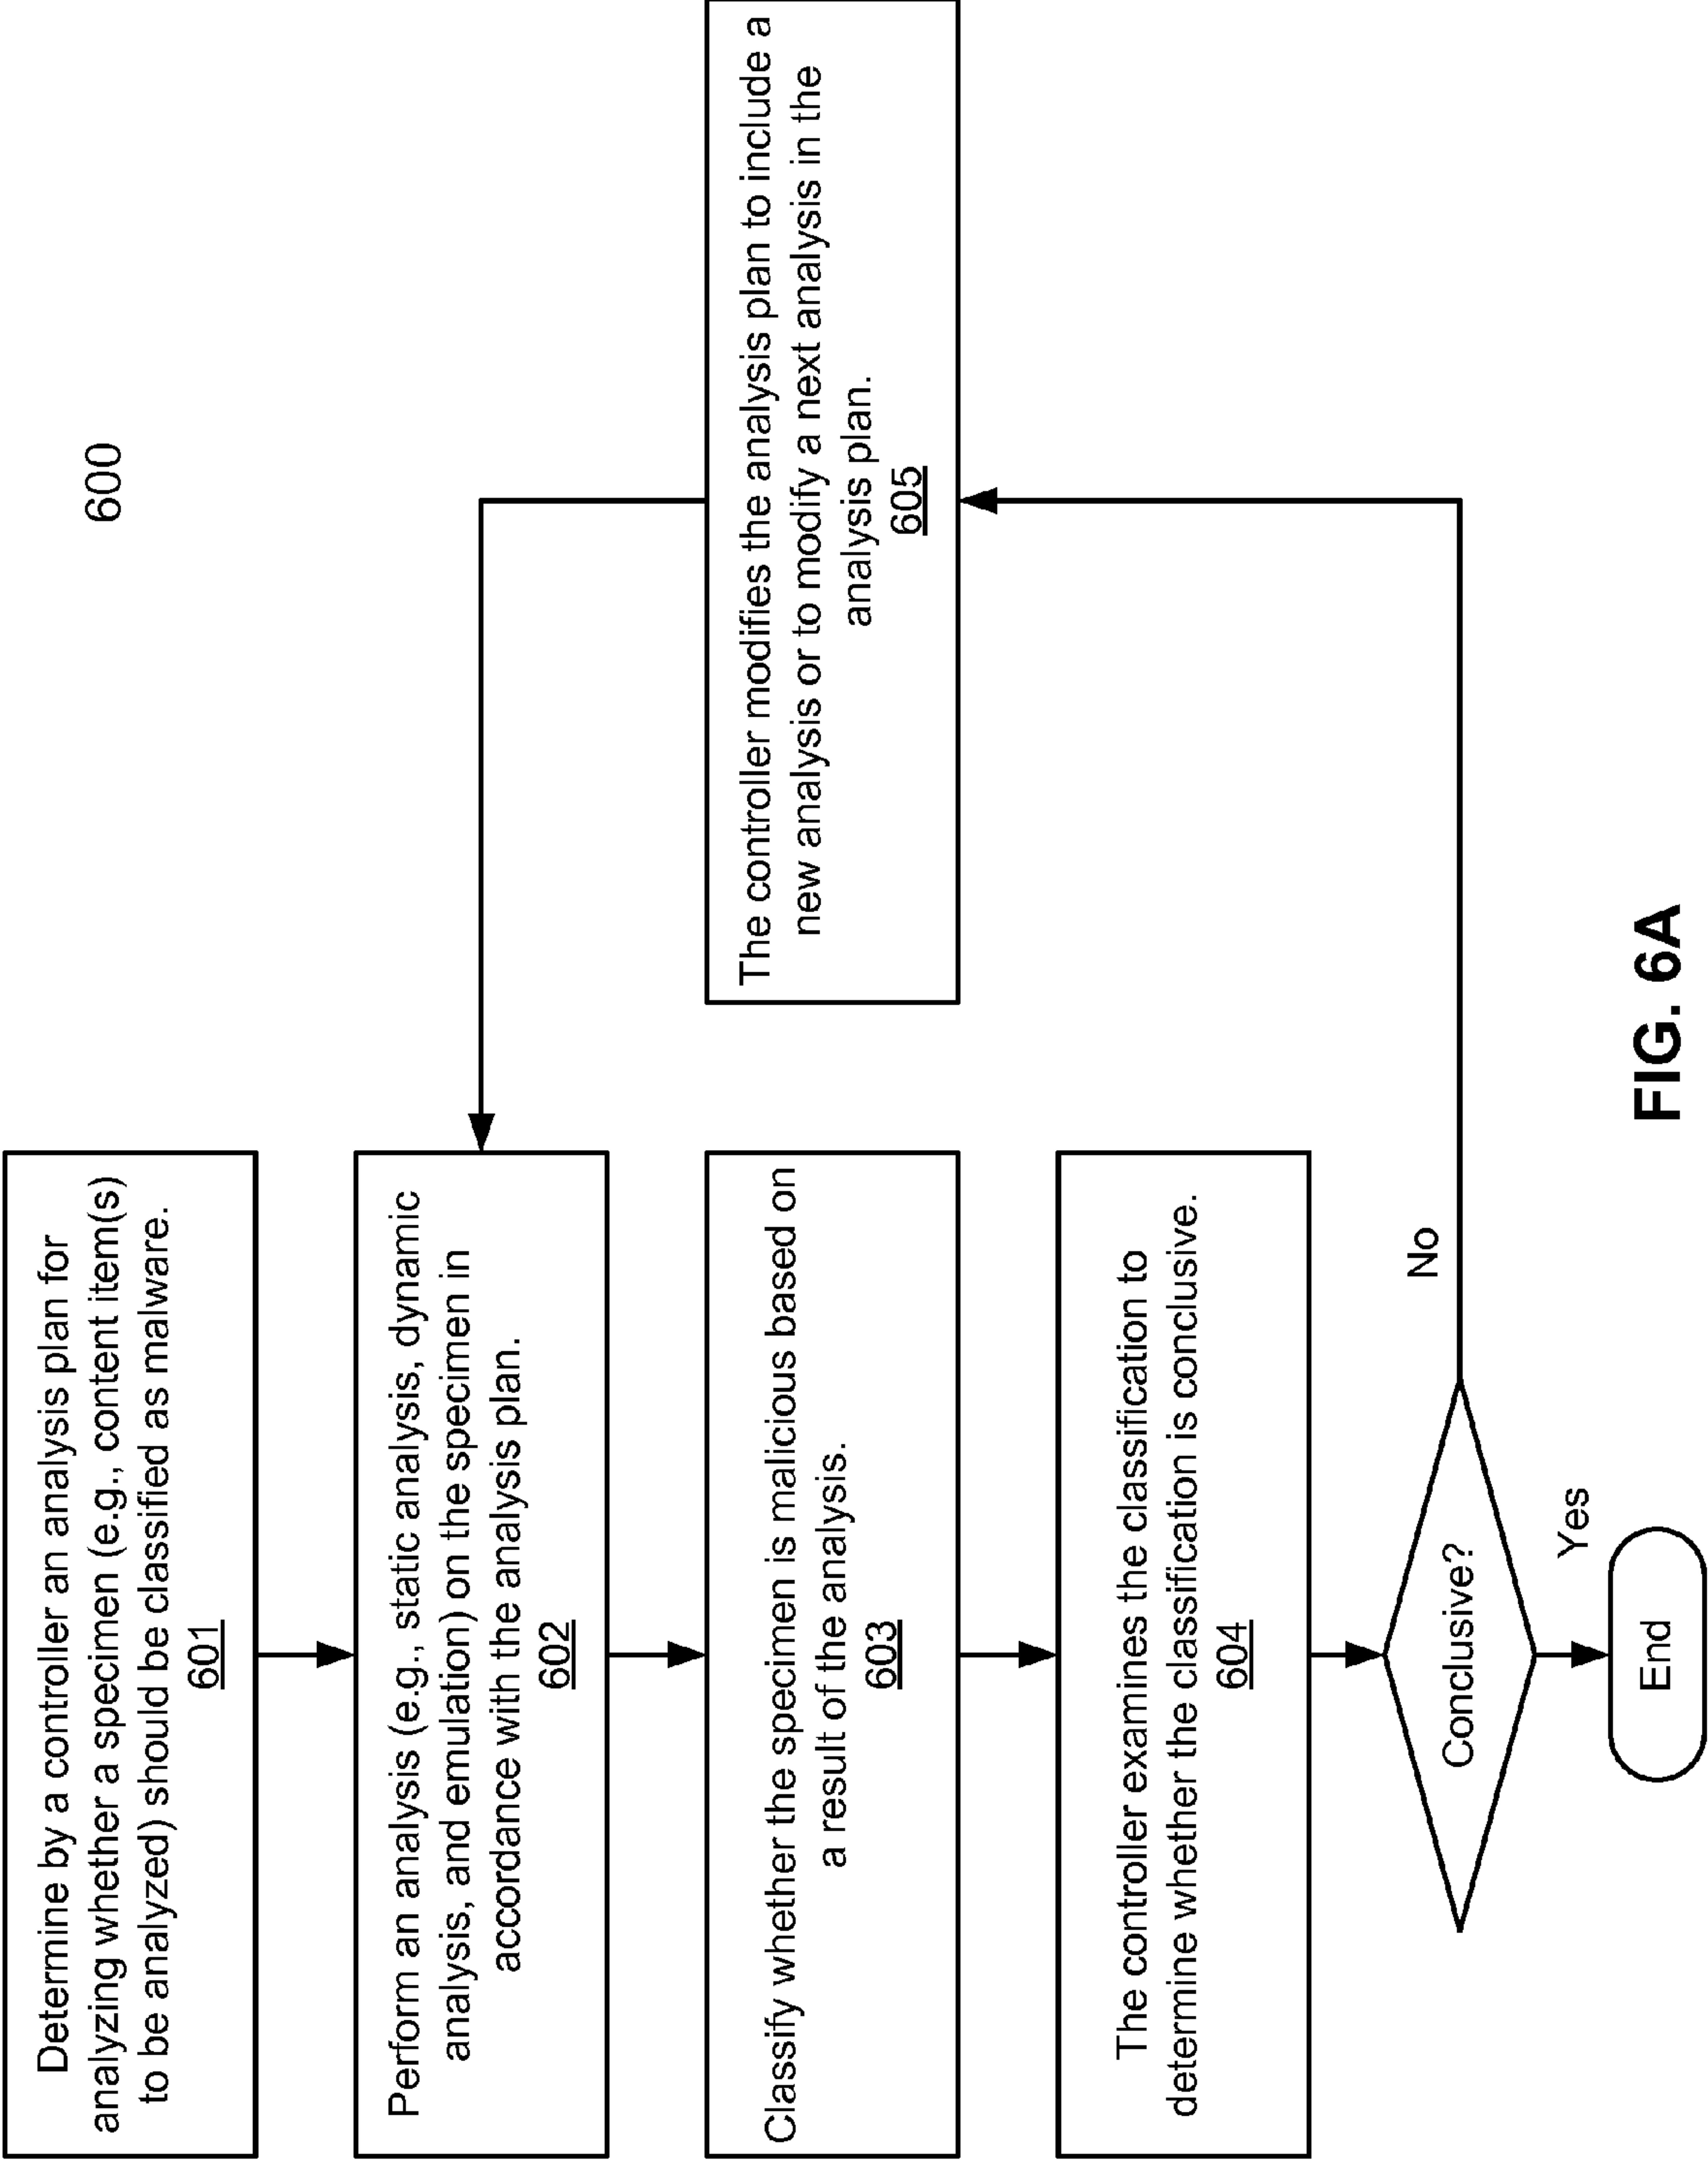 600
Determine by a controller an analysis plan for
analyzing whether a specimen (e.g., content item(s)
to be analyzed) should be classified as malware.
601
Perform an analysis (e.g., static analysis, dynamic
analysis, and emulation) on the specimen in
accordance with the analysis plan.
602
Classify whether the specimen is malicious based on
a result of the analysis.
603
The controller examines the classification to
determine whether the classification is conclusive.
604
Conclusive?
No
Yes
End
The controller modifies the analysis plan to include a
new analysis or to modify a next analysis in the
analysis plan.
605
FIG. 6A